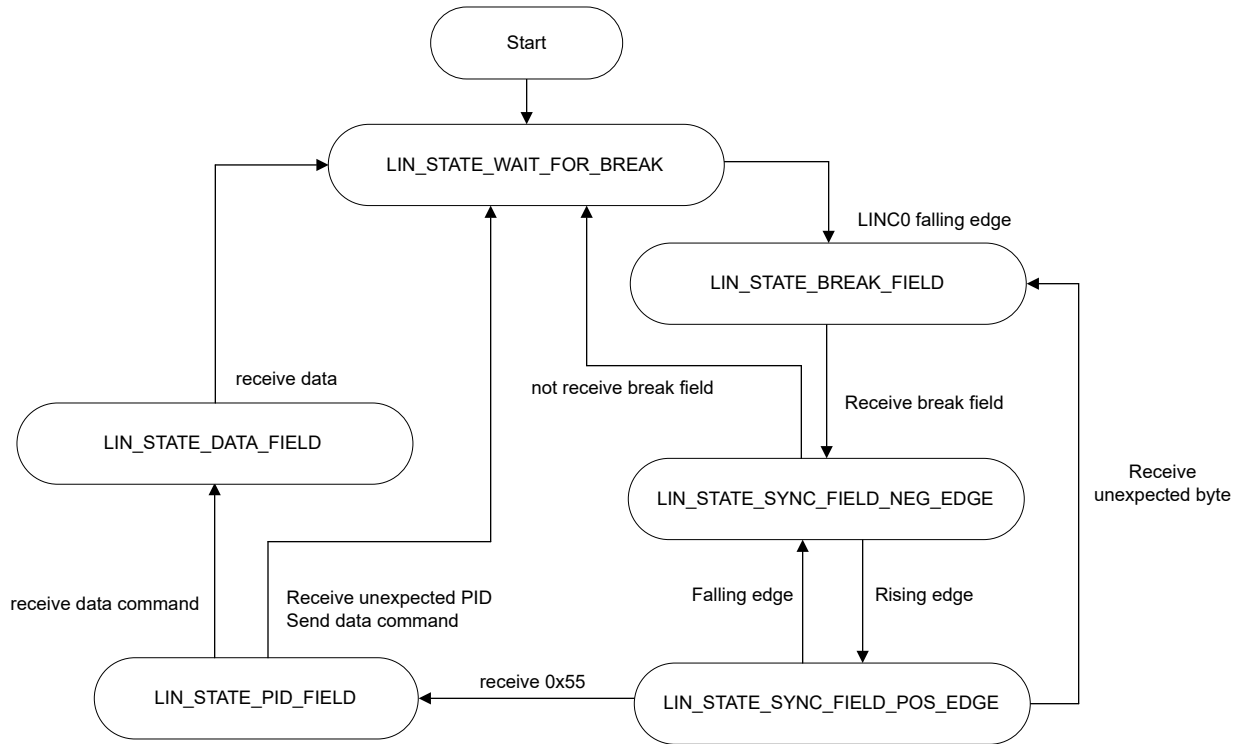 Start
LIN_STATE_WAIT_FOR_BREAK
LINC0 falling edge
LIN_STATE_BREAK_FIELD
receive data
not receive break field
Receive break field
LIN_STATE_DATA_FIELD
Receive
unexpected byte
LIN_STATE_SYNC_FIELD_NEG_EDGE
receive data command
Receive unexpected PID
Send data command
Falling edge
Rising edge
LIN_STATE_PID_FIELD
receive 0x55
LIN_STATE_SYNC_FIELD_POS_EDGE